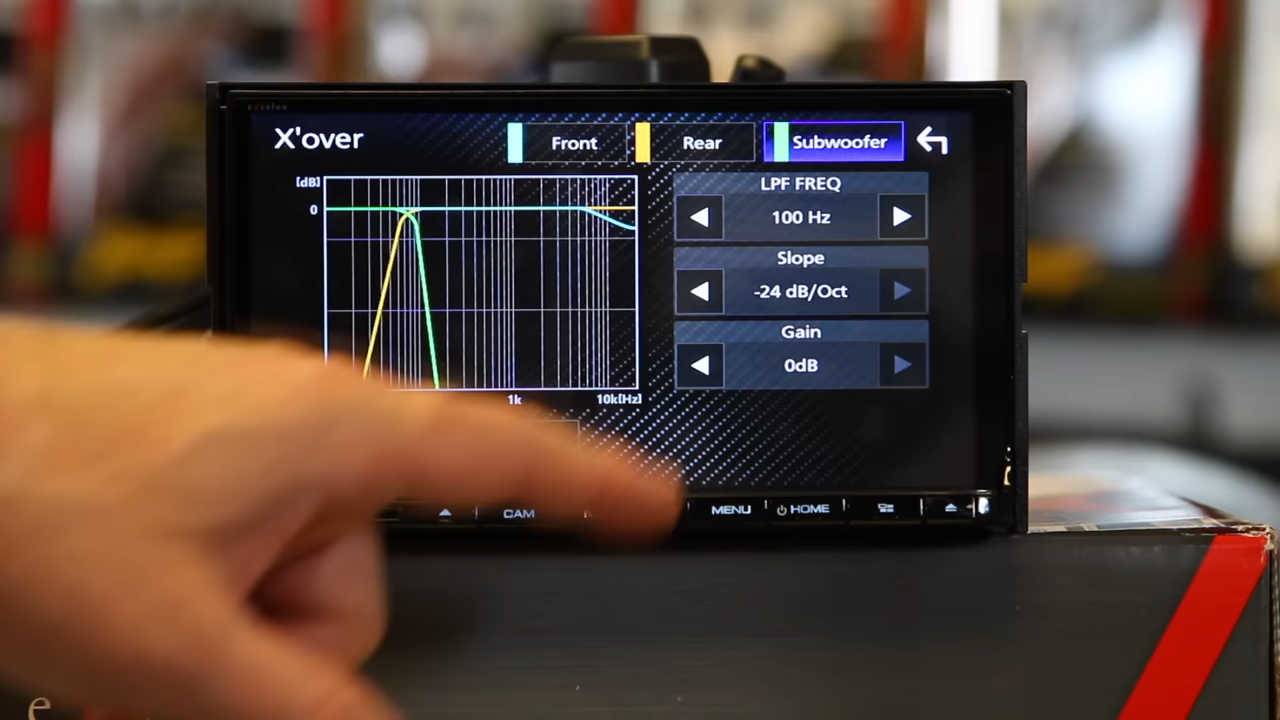 excelon
X'over
Front
Rear
Subwoofer
[dB]
0
1k
10k[Hz]
LPF FREQ
100 Hz
Slope
-24 dB/Oct
Gain
0dB
CAM
MENU
HOME
e